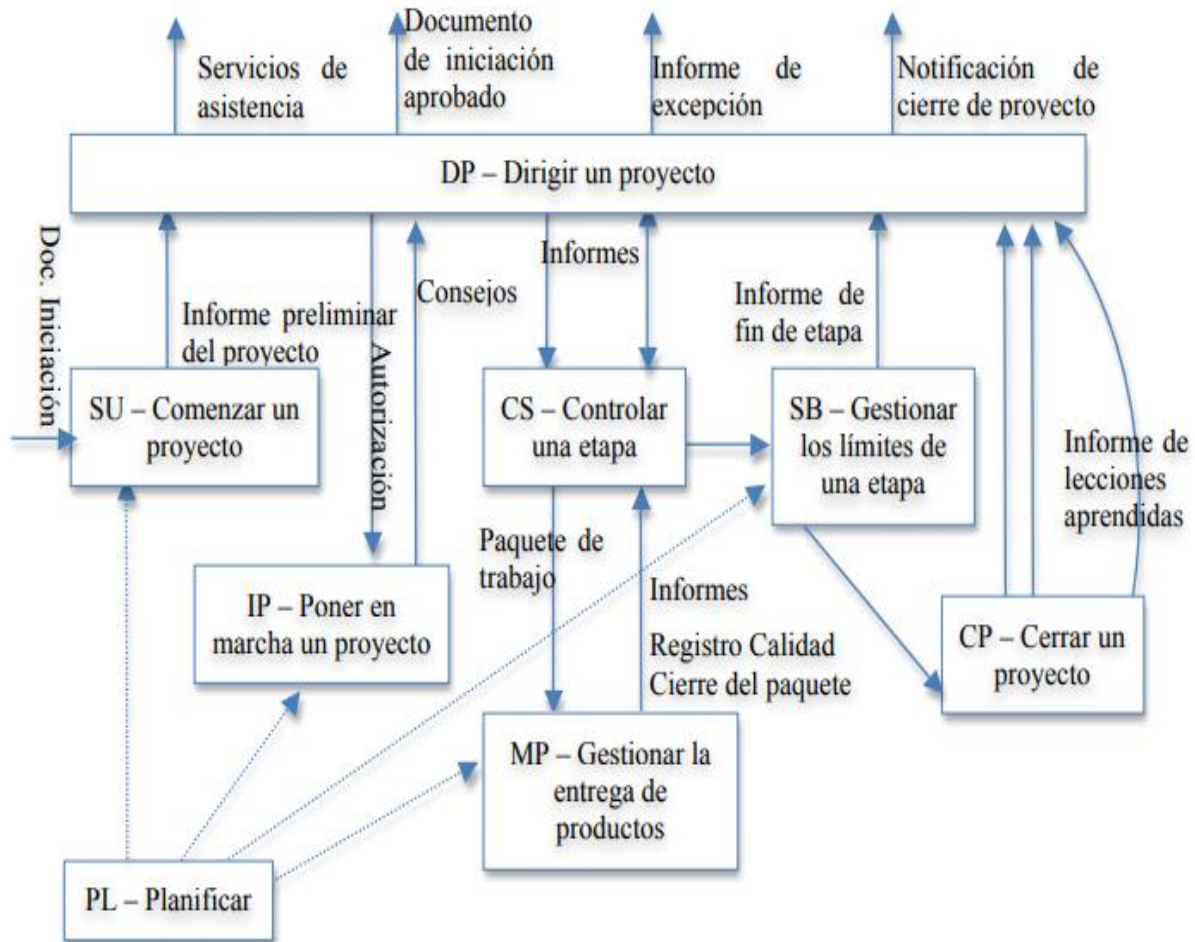 Servicios de
asistencia
Documento
de iniciación
aprobado
Informe de
excepción
Notificación de
cierre de proyecto
DP – Dirigir un proyecto
Doc. Iniciación
Informe preliminar
del proyecto
Autorización
Consejos
Informes
Informe de
fin de etapa
SU – Comenzar un
proyecto
CS – Controlar
una etapa
SB – Gestionar
los límites de
una etapa
Informe de
lecciones
aprendidas
Paquete de
trabajo
IP – Poner en
marcha un proyecto
Informes
Registro Calidad
Cierre del paquete
CP – Cerrar un
proyecto
MP – Gestionar la
entrega de
productos
PL – Planificar